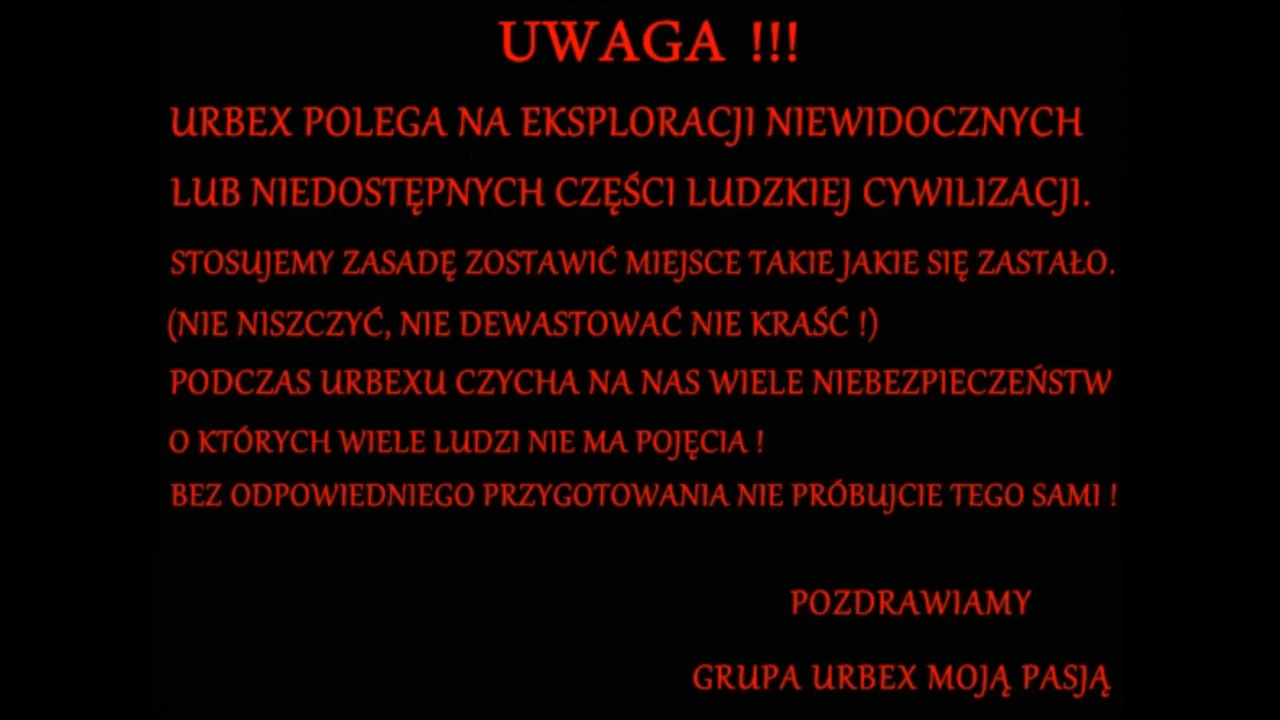 UWAGA !!!
URBEX POLEGA NA EKSPLORACJI NIEWIDOCZNYCH
LUB NIEDOSTĘPNYCH CZĘŚCI LUDZKIEJ CYWILIZACJI.
STOSUJEMY ZASADĘ ZOSTAWIĆ MIEJSCE TAKIE JAKIE SIĘ ZASTAŁO.
(NIE NISZCZYĆ, NIE DEWASTOWAĆ NIE KRAŚĆ !)
PODCZAS URBEXU CZYCHA NA NAS WIELE NIEBEZPIECZEŃSTW
O KTÓRYCH WIELE LUDZI NIE MA POJĘCIA !
BEZ ODPOWIEDNIEGO PRZYGOTOWANIA NIE PRÓBUJCIE TEGO SAMI !
POZDRAWIAMY
GRUPA URBEX MOJĄ PASJĄ